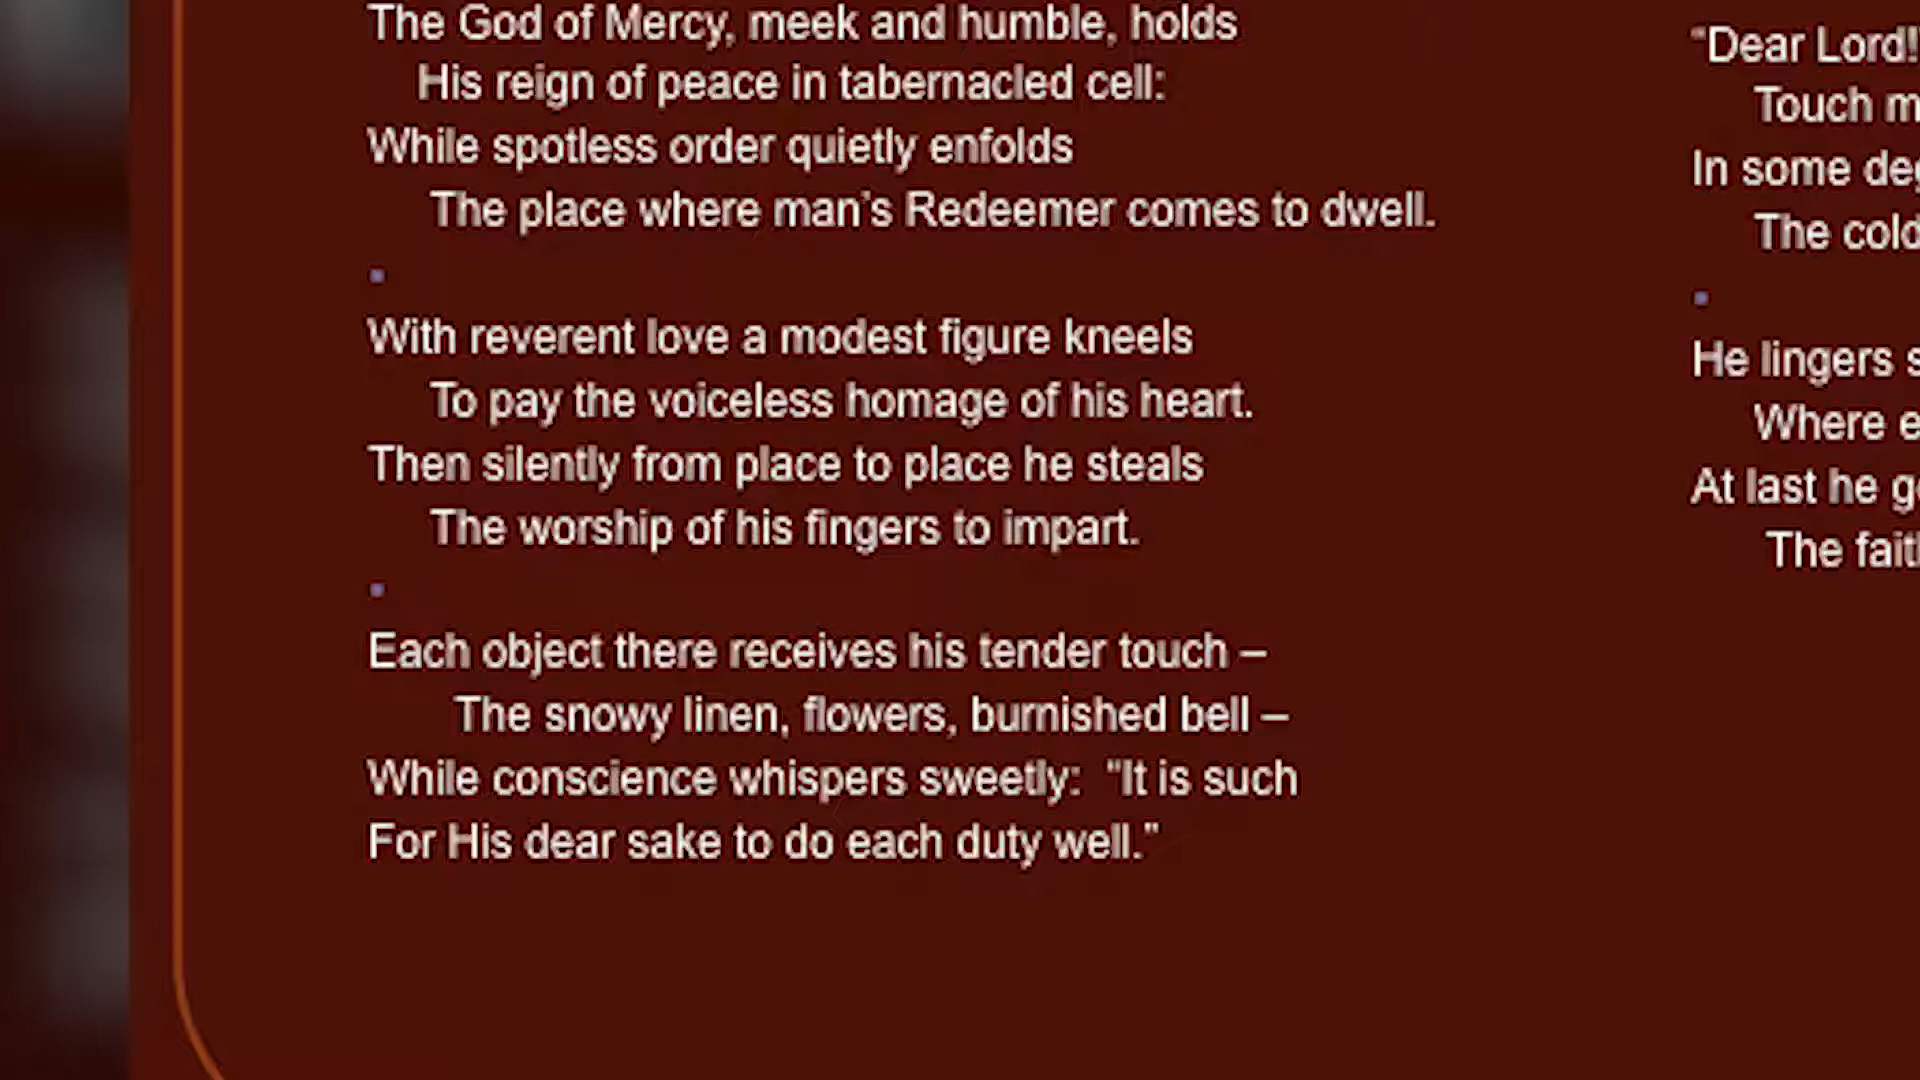 The God of Mercy, meek and humble, holds
His reign of peace in tabernacled cell:
While spotless order quietly enfolds
The place where man's Redeemer comes to dwell.
With reverent love a modest figure kneels
To pay the voiceless homage of his heart.
Then silently from place to place he steals
The worship of his fingers to impart.
Each object there receives his tender touch –
The snowy linen, flowers, burnished bell –
While conscience whispers sweetly:  "It is such
For His dear sake to do each duty well."
"Dear Lord!
Touch
In some
The cold
He lingers
Where
At last he
The